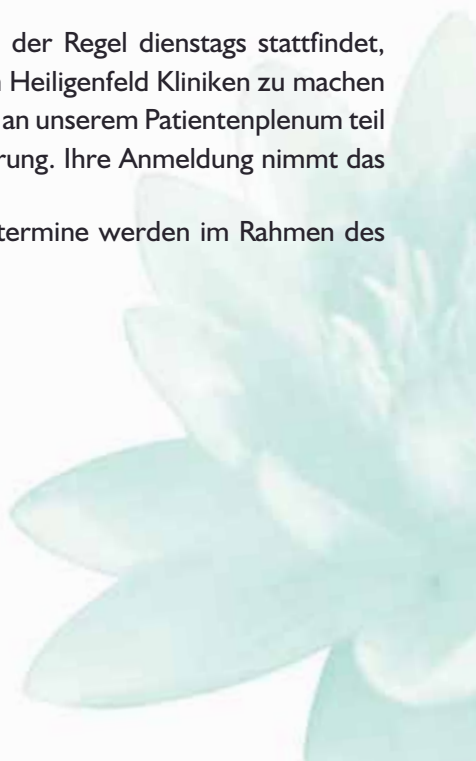 der Regel dienstags stattfindet,
Heiligenfeld Kliniken zu machen
an unserem Patientenplenum teil
rung. Ihre Anmeldung nimmt das
termine werden im Rahmen des